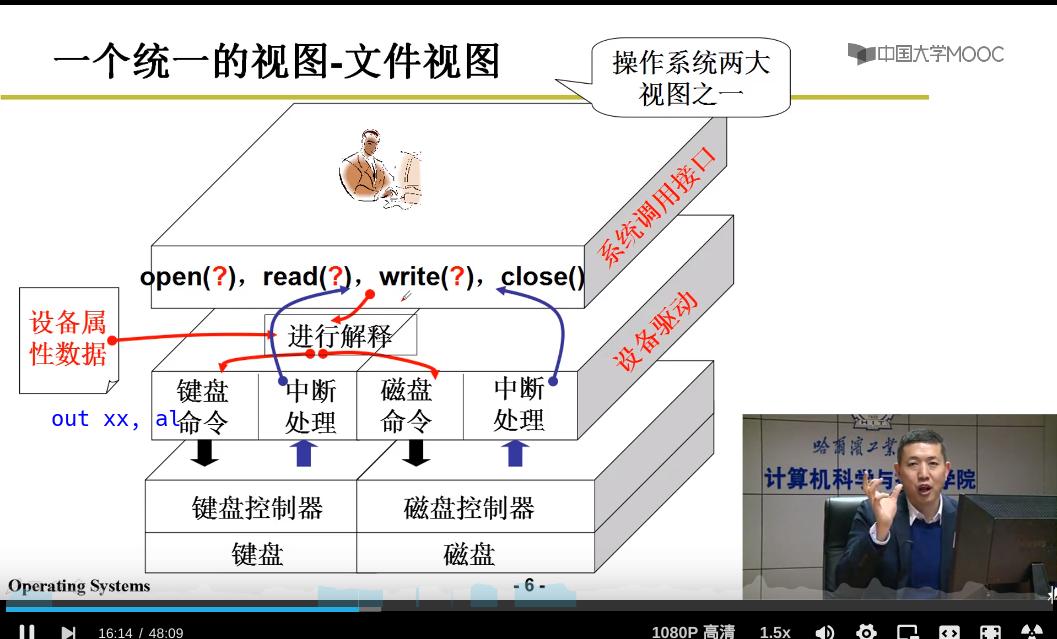 一个统一的视图-文件视图
操作系统两大
视图之一
中国大学MOOC
系统调用接口
open(?)，read(?)，write(?)，close()
设备属
性数据
进行解释
设备驱动
键盘
命令
中断
处理
磁盘
命令
中断
处理
out xx, al
键盘控制器
磁盘控制器
键盘
磁盘
哈爾濱工業
计算机科学与
学院
Operating Systems
- 6 -
16:14 / 48:09
1080P 高清
1.5x